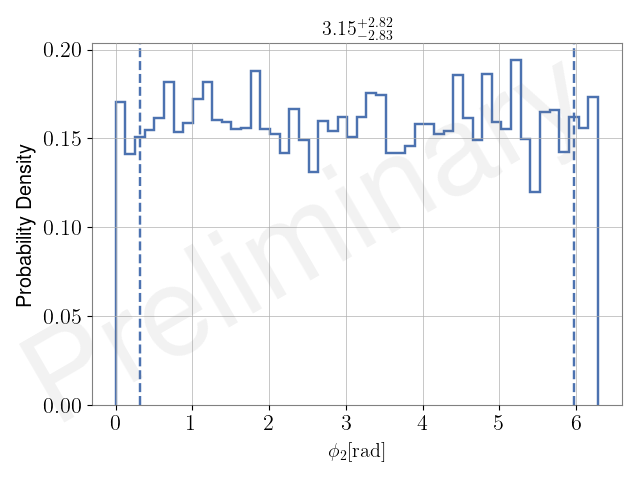 3.15^{+2.82}_{-2.83}
Probability Density
0.20
0.15
0.10
0.05
0.00
0 1 2 3 4 5 6
ϕ₂[rad]
Preliminary